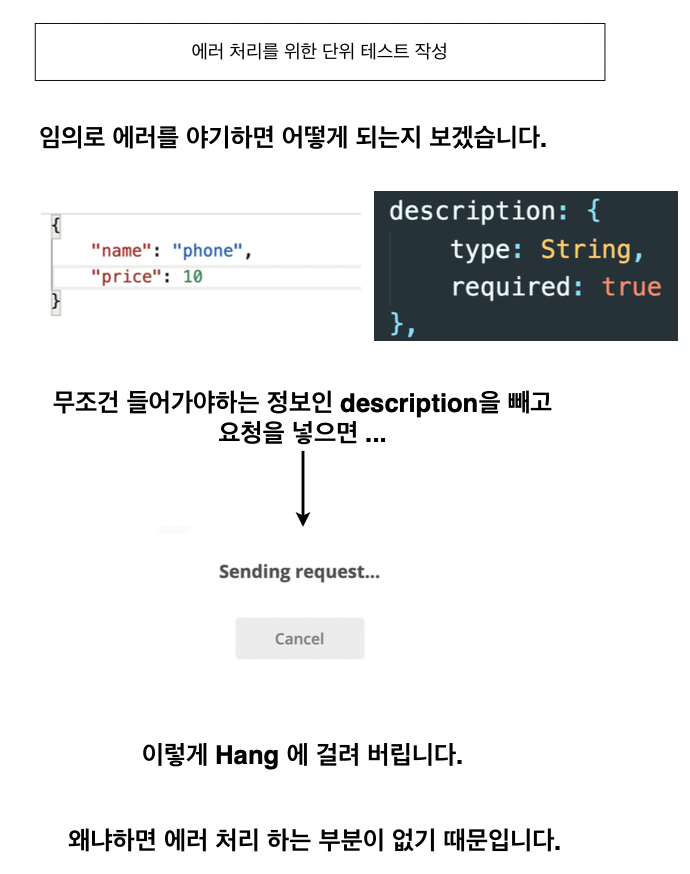 에러 처리를 위한 단위 테스트 작성
임의로 에러를 야기하면 어떻게 되는지 보겠습니다.
{
"name": "phone",
"price": 10
}
description: {
type: String,
required: true
},
무조건 들어가야하는 정보인 description을 빼고
요청을 넣으면 ...
Sending request...
Cancel
이렇게 Hang 에 걸려 버립니다.
왜냐하면 에러 처리 하는 부분이 없기 때문입니다.